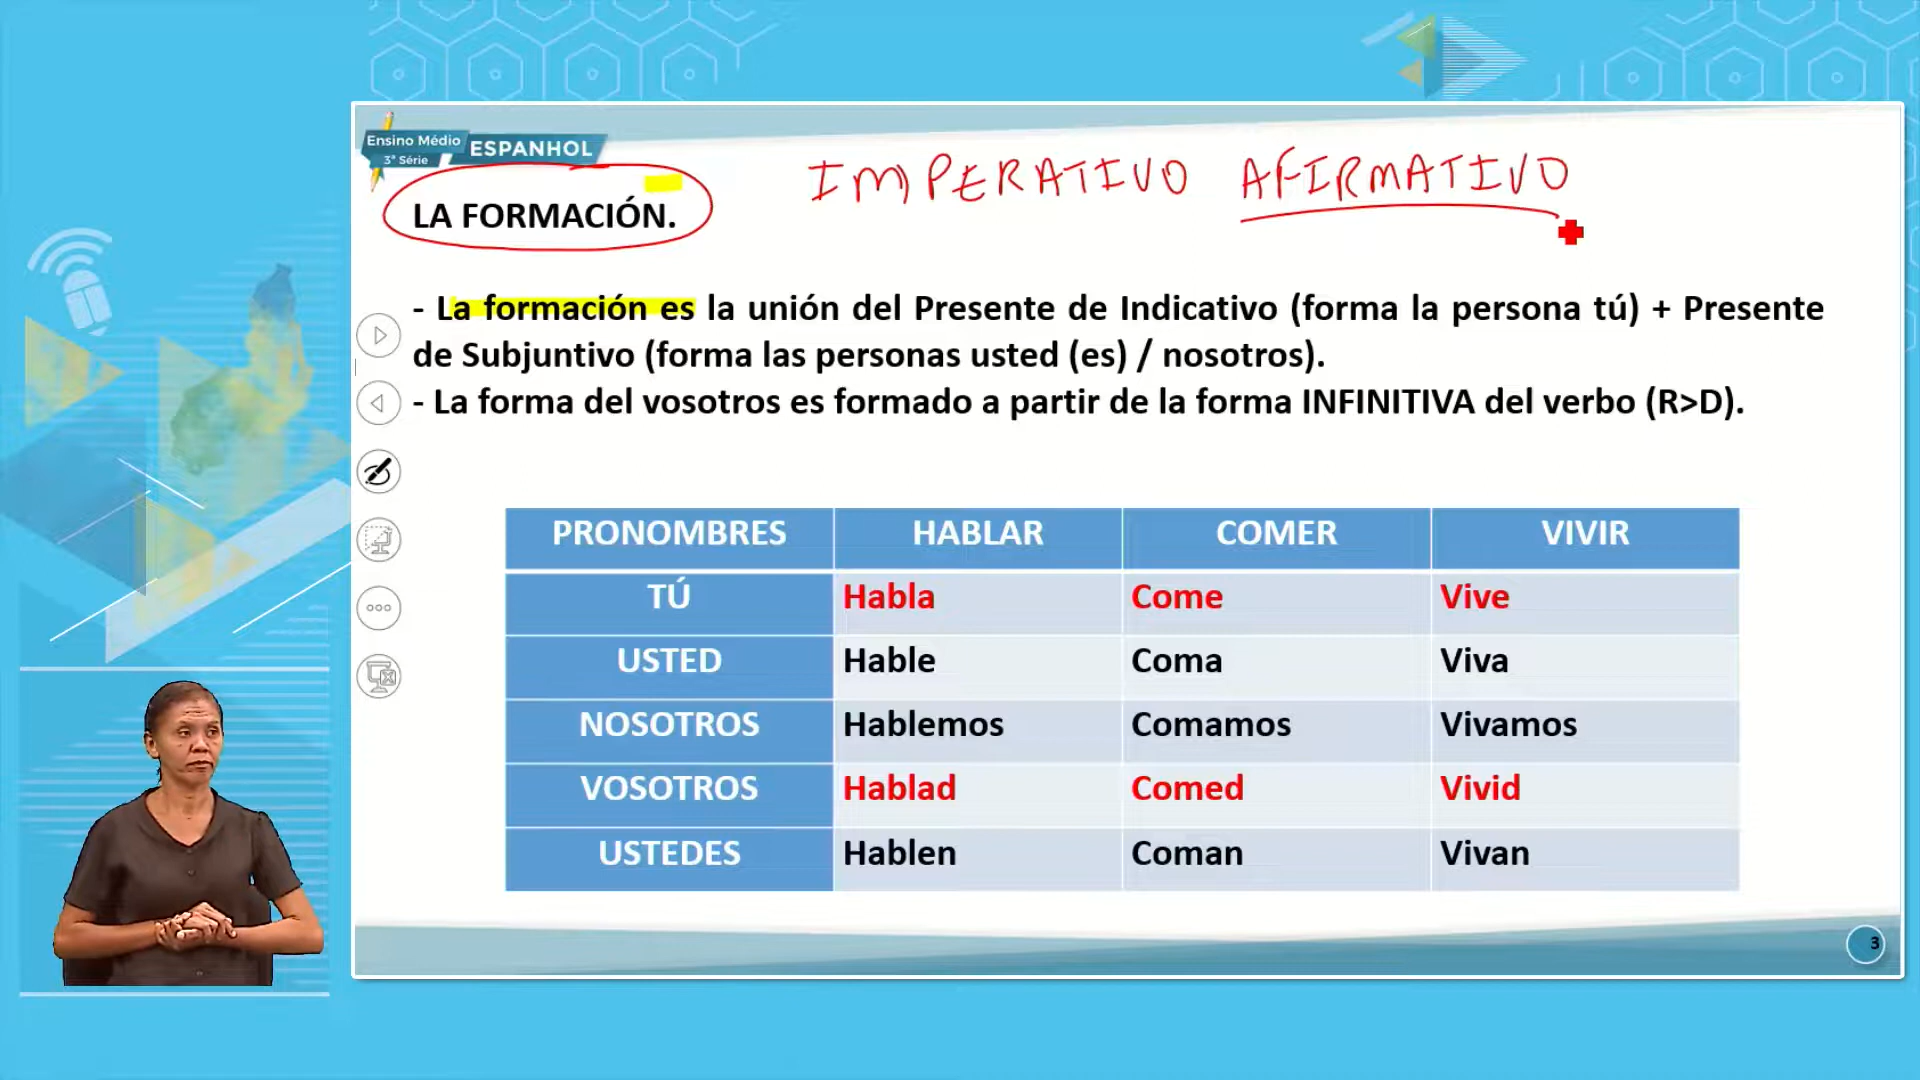 Ensino Médio
3ª Série
ESPANHOL
IMPERATIVO AFIRMATIVO
LA FORMACIÓN.
- La formación es la unión del Presente de Indicativo (forma la persona tú) + Presente
de Subjuntivo (forma las personas usted (es) / nosotros).
- La forma del vosotros es formado a partir de la forma INFINITIVA del verbo (R>D).
PRONOMBRES HABLAR COMER VIVIR
TÚ Habla Come Vive
USTED Hable Coma Viva
NOSOTROS Hablemos Comamos Vivamos
VOSOTROS Hablad Comed Vivid
USTEDES Hablen Coman Vivan
3